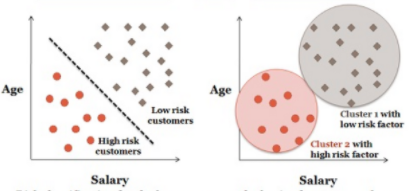 Age
Low risk
customers
High risk
customers
Salary
Age
Cluster 1 with
low risk factor
Cluster 2 with
high risk factor
Salary